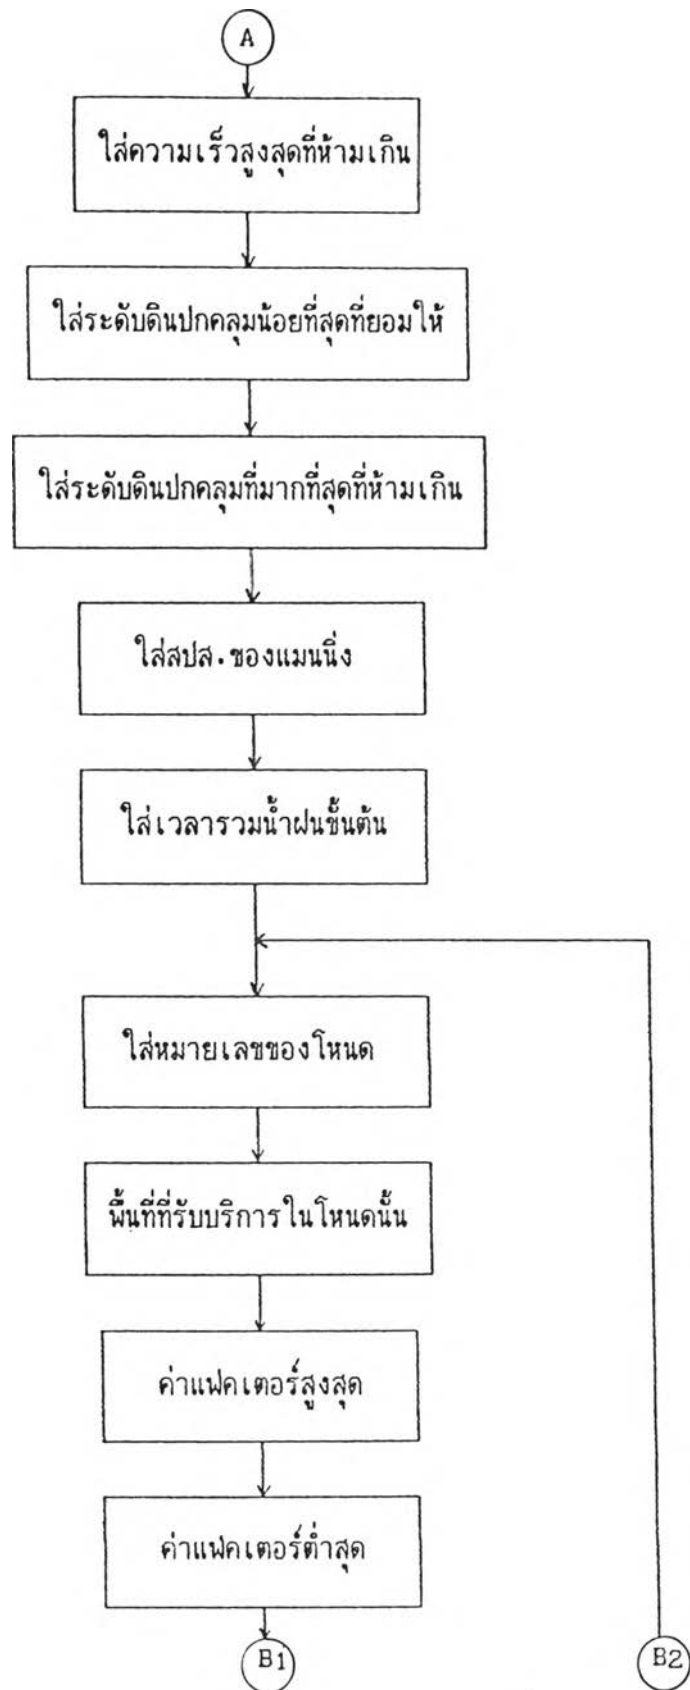 A
ใส่ความเร็วสูงสุดที่ห้ามเกิน
ใส่ระดับดินปกคลุมน้อยที่สุดที่ยอมให้
ใส่ระดับดินปกคลุมที่มากที่สุดที่ห้ามเกิน
ใส่สปส.ของแมนนิ่ง
ใส่เวลารวมน้ำฝนชั้นต้น
ใส่หมายเลขของโหนด
พื้นที่ที่รับบริการในโหนดนั้น
ค่าแฟคเตอร์สูงสุด
ค่าแฟคเตอร์ต่ำสุด
B1
B2